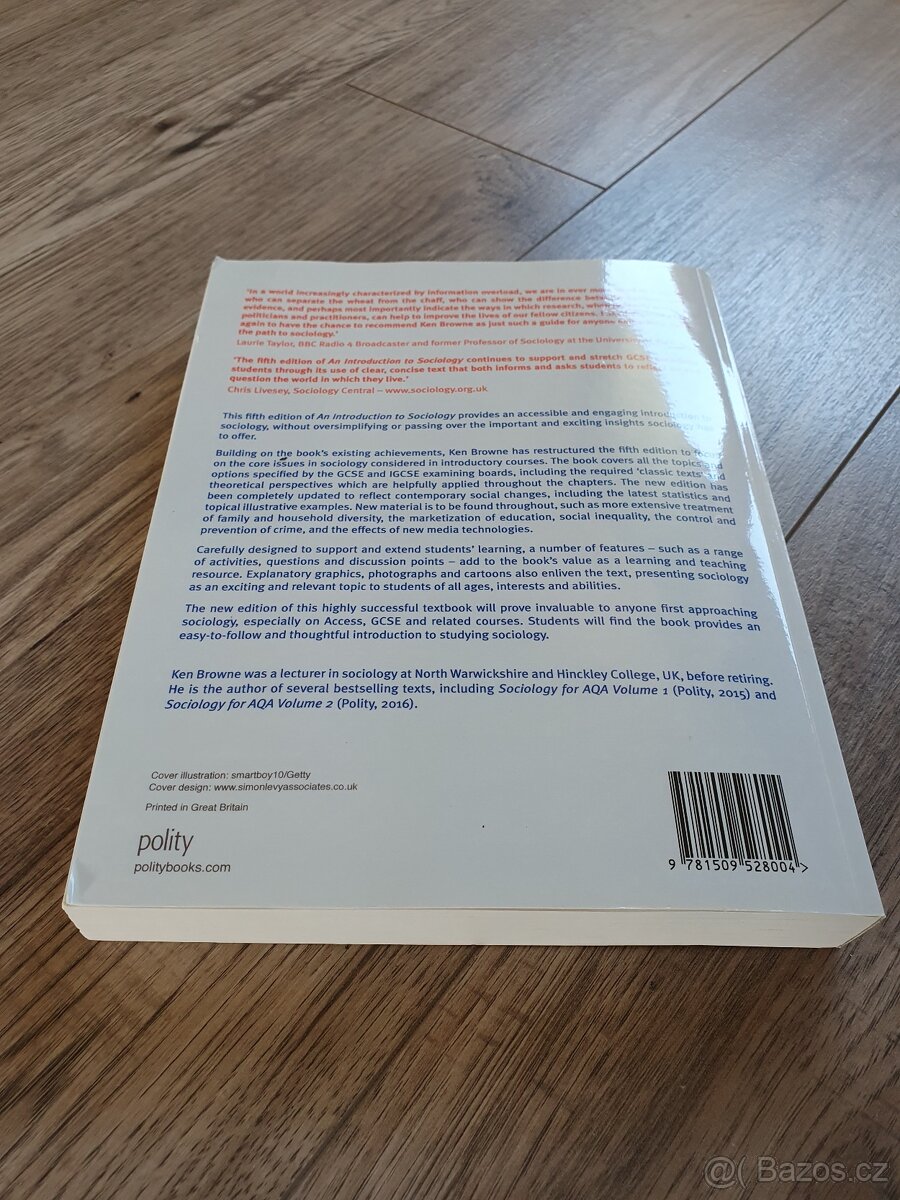 'In a world increasingly characterized by information overload, we are in ever
who can separate the wheat from the chaff, who can show the difference
evidence, and perhaps most importantly indicate the ways in which research,
politicians and practitioners, can help to improve the lives of our fellow citizens.
again to have the chance to recommend Ken Browne as just such a guide for anyone
the path to sociology.'
Laurie Taylor, BBC Radio 4 Broadcaster and former Professor of Sociology at the
'The fifth edition of An Introduction to Sociology continues to support and stretch GCSE
students through its use of clear, concise text that both informs and asks students to
question the world in which they live.'
Chris Livesey, Sociology Central – www.sociology.org.uk
This fifth edition of An Introduction to Sociology provides an accessible and engaging introduction to
sociology, without oversimplifying or passing over the important and exciting insights sociology has
to offer.
Building on the book's existing achievements, Ken Browne has restructured the fifth edition to focus
on the core issues in sociology considered in introductory courses. The book covers all the topics and
options specified by the GCSE and IGCSE examining boards, including the required 'classic texts' and
theoretical perspectives which are helpfully applied throughout the chapters. The new edition has
been completely updated to reflect contemporary social changes, including the latest statistics and
topical illustrative examples. New material is to be found throughout, such as more extensive treatment
of family and household diversity, the marketization of education, social inequality, the control and
prevention of crime, and the effects of new media technologies.
Carefully designed to support and extend students' learning, a number of features – such as a range
of activities, questions and discussion points – add to the book's value as a learning and teaching
resource. Explanatory graphics, photographs and cartoons also enliven the text, presenting sociology
as an exciting and relevant topic to students of all ages, interests and abilities.
The new edition of this highly successful textbook will prove invaluable to anyone first approaching
sociology, especially on Access, GCSE and related courses. Students will find the book provides an
easy-to-follow and thoughtful introduction to studying sociology.
Ken Browne was a lecturer in sociology at North Warwickshire and Hinckley College, UK, before retiring.
He is the author of several bestselling texts, including Sociology for AQA Volume 1 (Polity, 2015) and
Sociology for AQA Volume 2 (Polity, 2016).
Cover illustration: smartboy10/Getty
Cover design: www.simonlevyassociates.co.uk
Printed in Great Britain
polity
politybooks.com
9 781509 528004 >
@( Bazos.cz